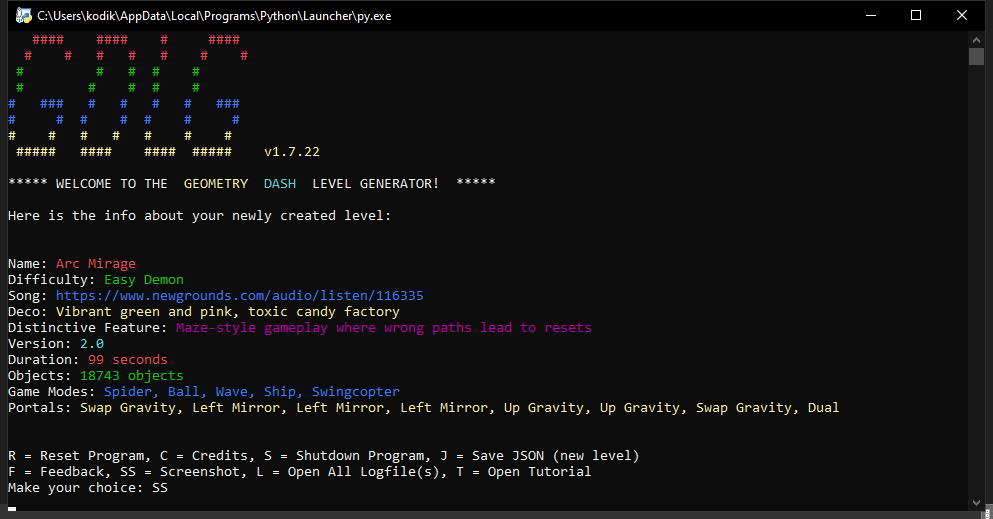 C:\Users\kodik\AppData\Local\Programs\Python\Launcher\py.exe
GDLG
v1.7.22
***** WELCOME TO THE  GEOMETRY  DASH  LEVEL GENERATOR!  *****
Here is the info about your newly created level:
Name: Arc Mirage
Difficulty: Easy Demon
Song: https://www.newgrounds.com/audio/listen/116335
Deco: Vibrant green and pink, toxic candy factory
Distinctive Feature: Maze-style gameplay where wrong paths lead to resets
Version: 2.0
Duration: 99 seconds
Objects: 18743 objects
Game Modes: Spider, Ball, Wave, Ship, Swingcopter
Portals: Swap Gravity, Left Mirror, Left Mirror, Left Mirror, Up Gravity, Up Gravity, Swap Gravity, Dual
R = Reset Program, C = Credits, S = Shutdown Program, J = Save JSON (new level)
F = Feedback, SS = Screenshot, L = Open All Logfile(s), T = Open Tutorial
Make your choice: SS